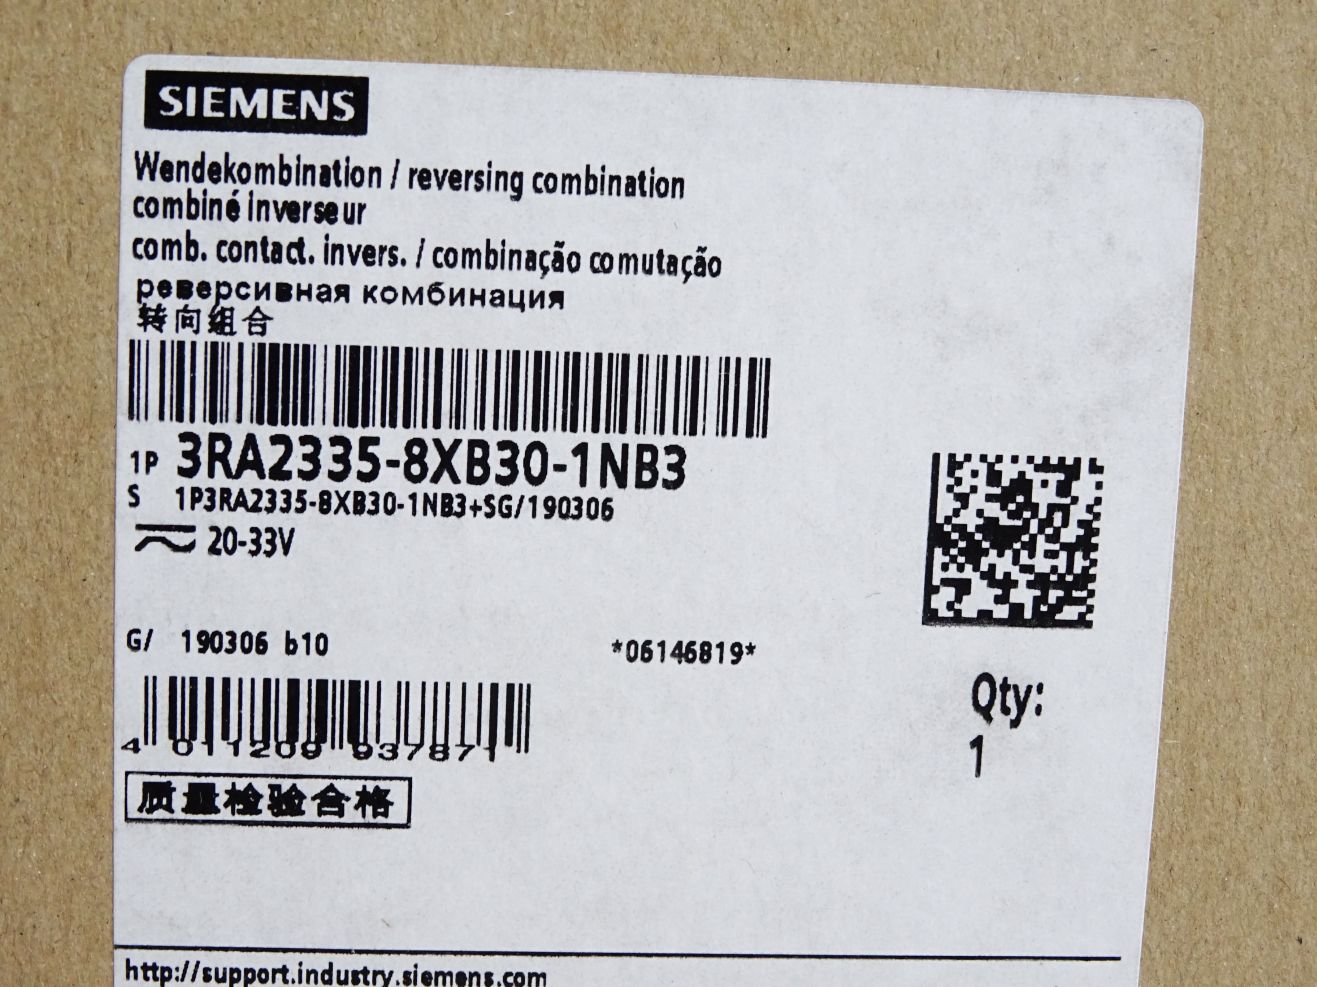 SIEMENS
Wendekombination / reversing combination
combiné inverseur
comb. contact. invers. / combinação comutação
реверсивная комбинация
转向组合
1P 3RA2335-8XB30-1NB3
S 1P3RA2335-8XB30-1NB3+SG/190306
20-33V
G/ 190306 b10 *06146819*
Qty:
1
4 011209 937871
质量检验合格
http://support.industry.siemens.com